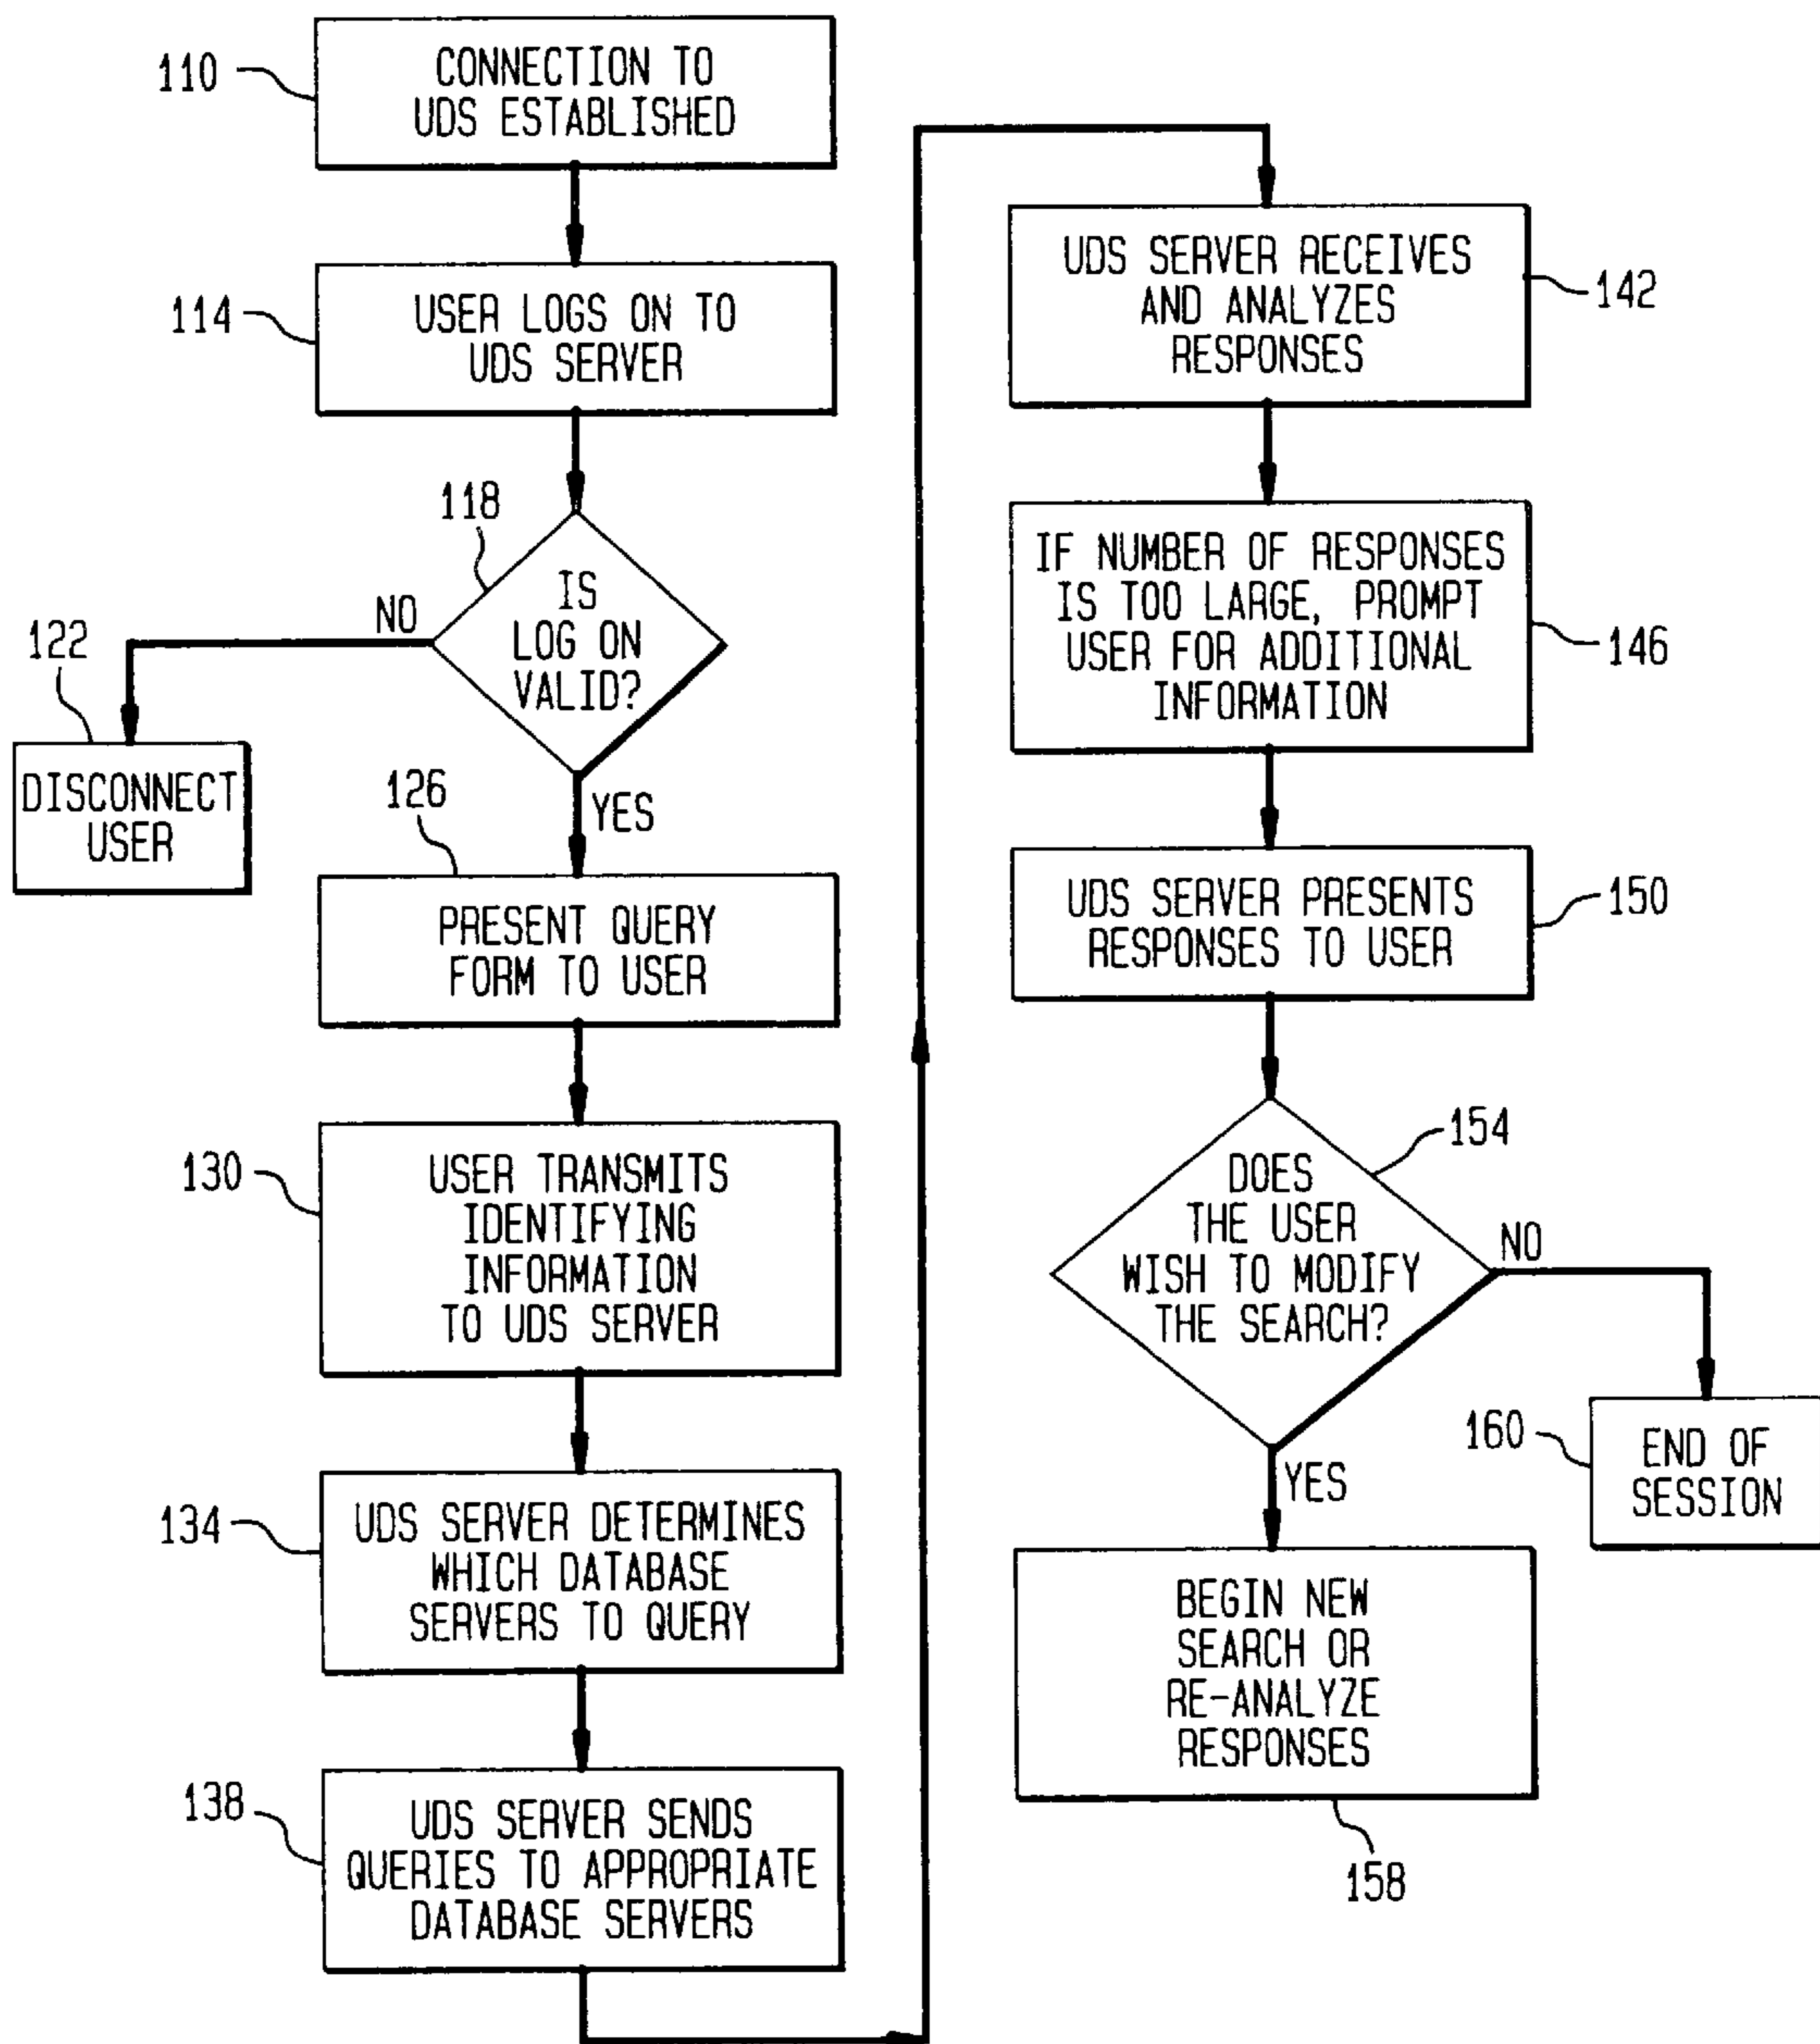 110
CONNECTION TO
UDS ESTABLISHED
114
USER LOGS ON TO
UDS SERVER
118
IS
LOG ON
VALID?
NO
122
DISCONNECT
USER
YES
126
PRESENT QUERY
FORM TO USER
130
USER TRANSMITS
IDENTIFYING
INFORMATION
TO UDS SERVER
134
UDS SERVER DETERMINES
WHICH DATABASE
SERVERS TO QUERY
138
UDS SERVER SENDS
QUERIES TO APPROPRIATE
DATABASE SERVERS
UDS SERVER RECEIVES
AND ANALYZES
RESPONSES
142
IF NUMBER OF RESPONSES
IS TOO LARGE, PROMPT
USER FOR ADDITIONAL
INFORMATION
146
UDS SERVER PRESENTS
RESPONSES TO USER
150
154
DOES
THE USER
WISH TO MODIFY
THE SEARCH?
NO
160
END OF
SESSION
YES
BEGIN NEW
SEARCH OR
RE-ANALYZE
RESPONSES
158